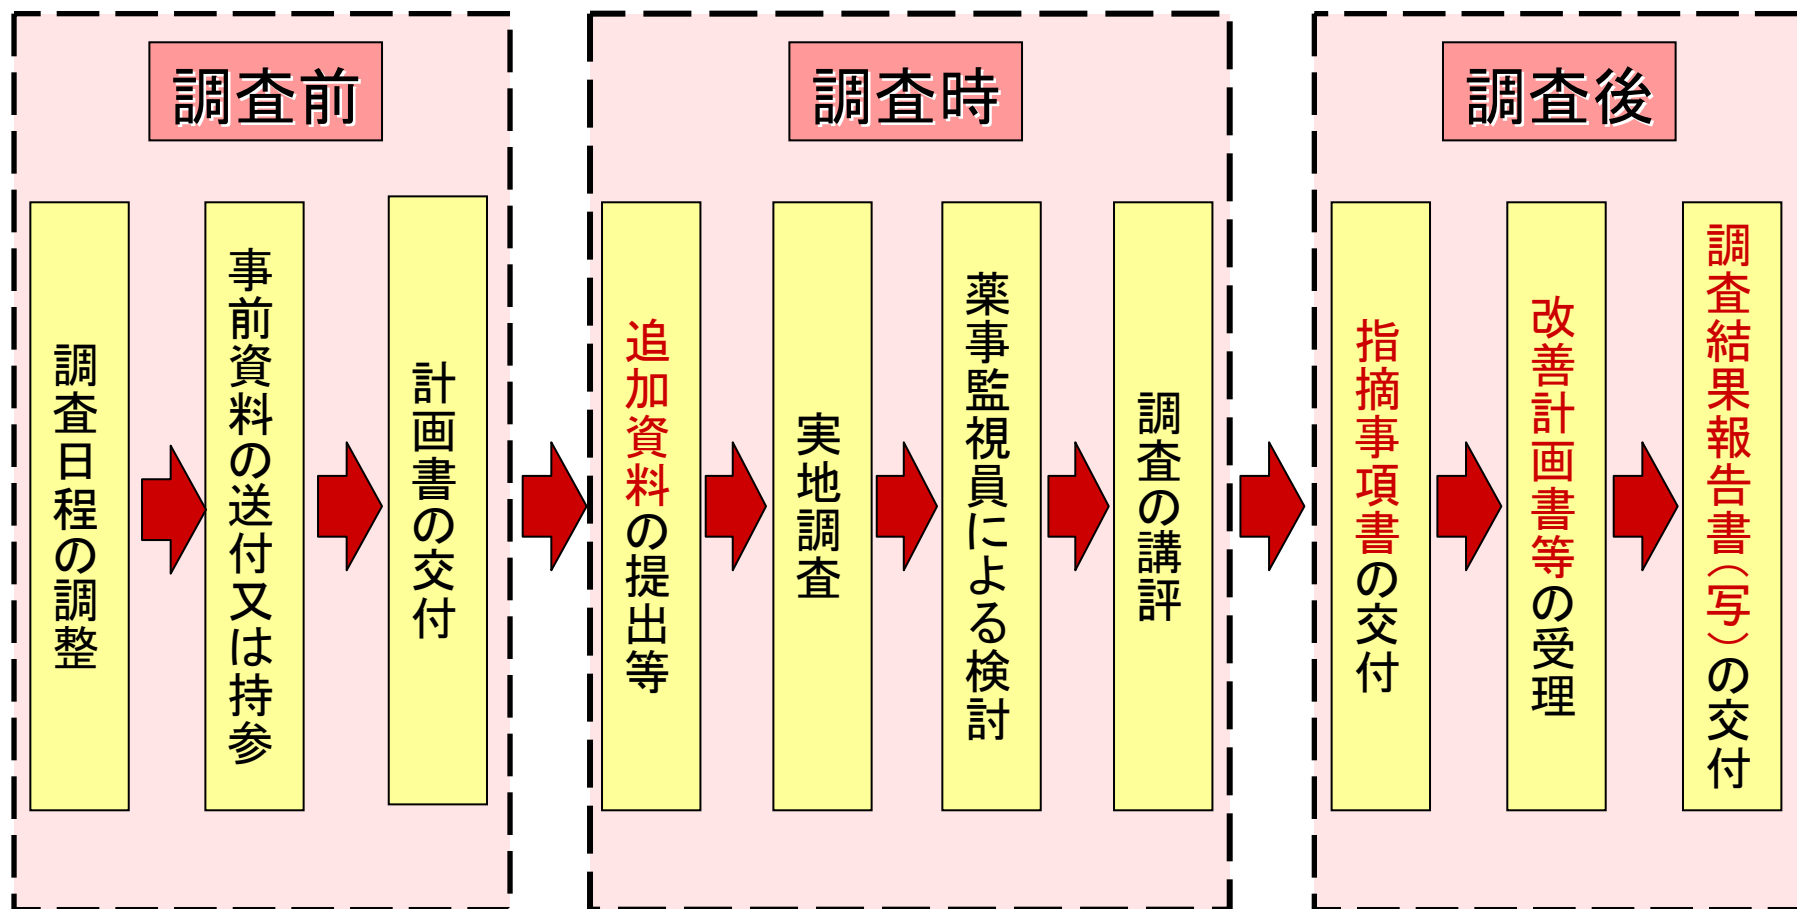 調査前
調査日程の調整
事前資料の送付又は持参
計画書の交付
調査時
追加資料の提出等
実地調査
薬事監視員による検討
調査の講評
調査後
指摘事項書の交付
改善計画書等の受理
調査結果報告書（写）の交付